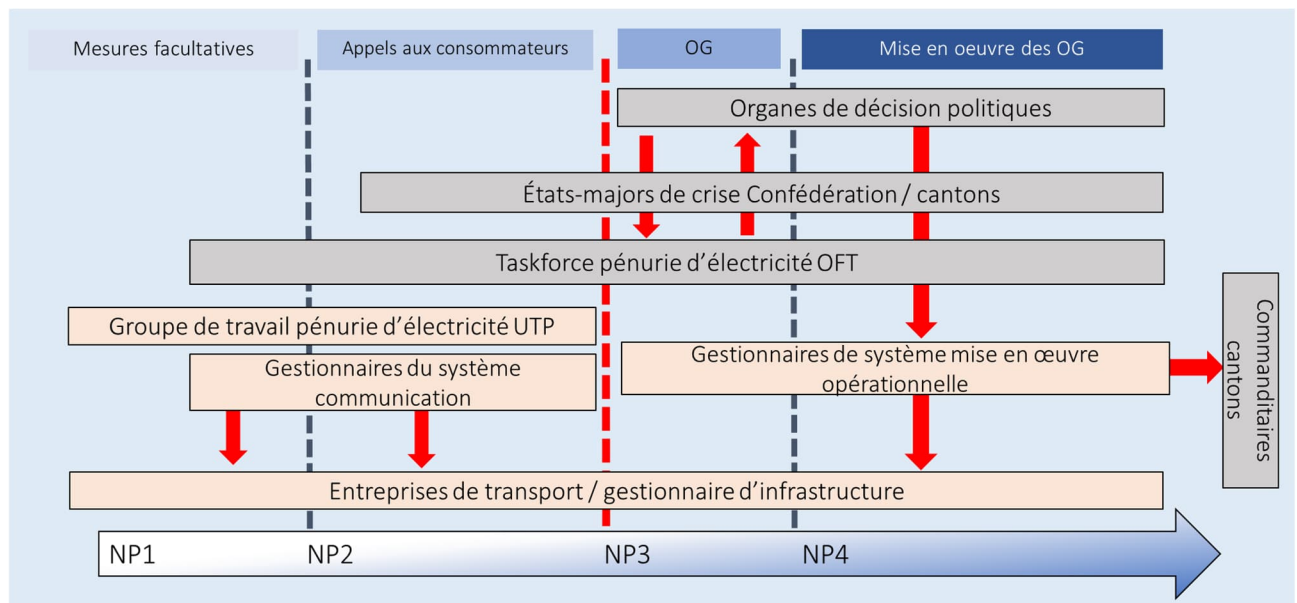 Mesures facultatives
Appels aux consommateurs
OG
Mise en oeuvre des OG
Organes de décision politiques
États-majors de crise Confédération / cantons
Taskforce pénurie d'électricité OFT
Groupe de travail pénurie d'électricité UTP
Gestionnaires du système
communication
Gestionnaires de système mise en œuvre
opérationnelle
Commanditaires
cantons
Entreprises de transport / gestionnaire d'infrastructure
NP1
NP2
NP3
NP4